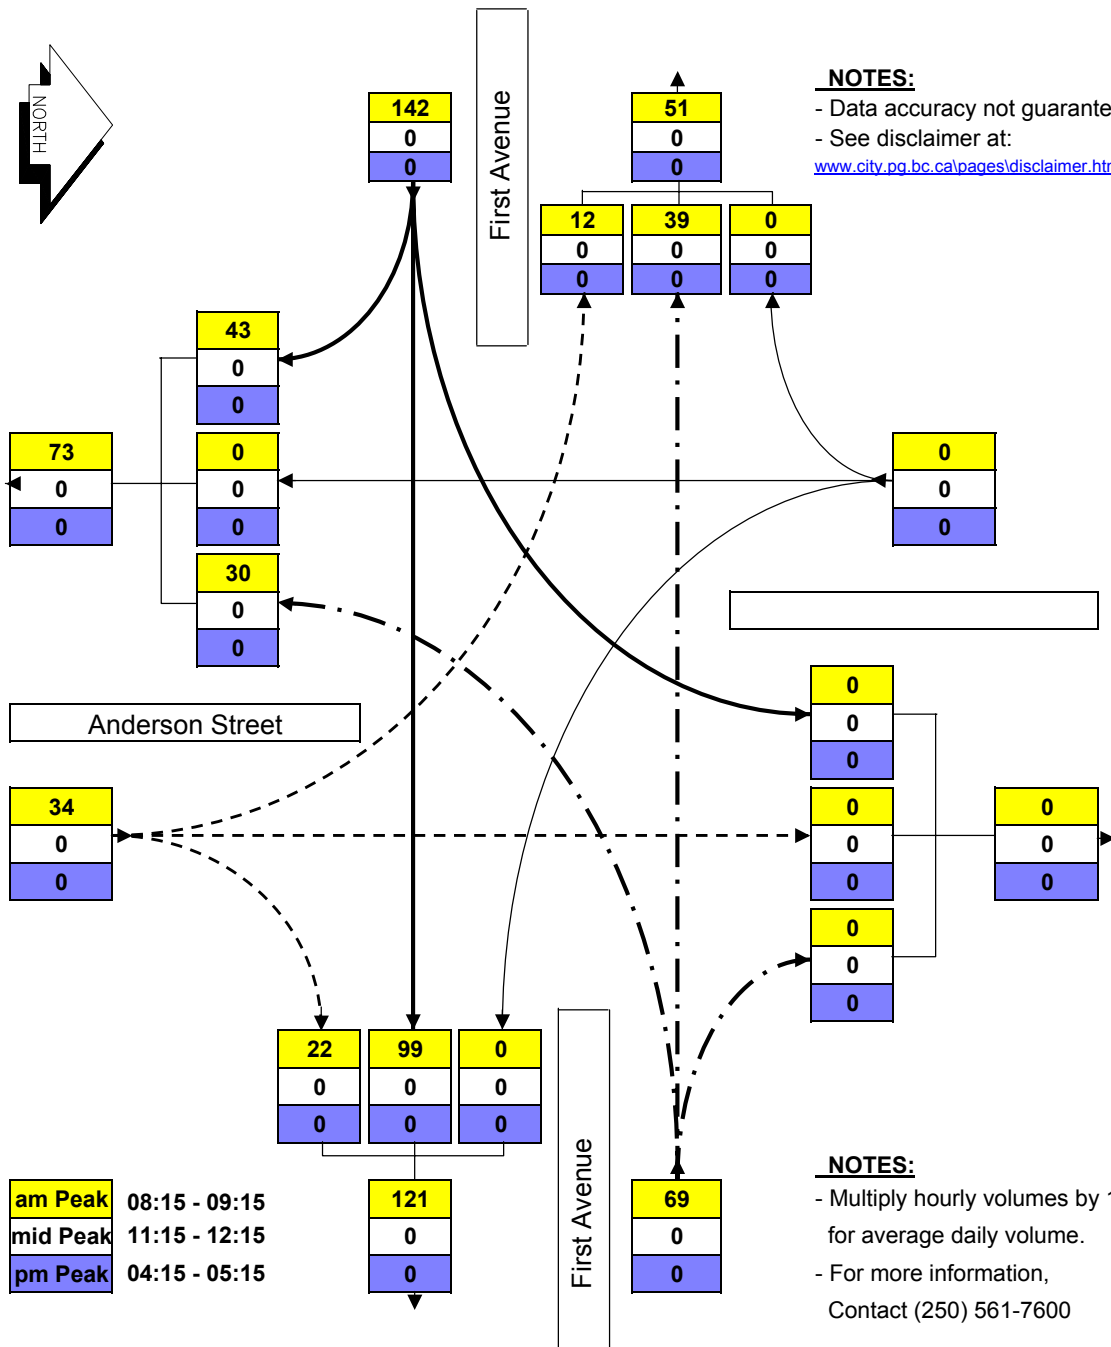 NORTH
142
0
0
First Avenue
51
0
0
NOTES:
- Data accuracy not guarante
- See disclaimer at:
www.city.pg.bc.ca\pages\disclaimer.htm
12 39 0
0 0 0
0 0 0
43
0
0
73
0
0
0
0
0
0
0
0
30
0
0
Anderson Street
0
0
0
34
0
0
0
0
0
0
0
0
0
0
0
22 99 0
0 0 0
0 0 0
First Avenue
am Peak 08:15 - 09:15
mid Peak 11:15 - 12:15
pm Peak 04:15 - 05:15
121
0
0
69
0
0
NOTES:
- Multiply hourly volumes by 1
for average daily volume.
- For more information,
Contact (250) 561-7600